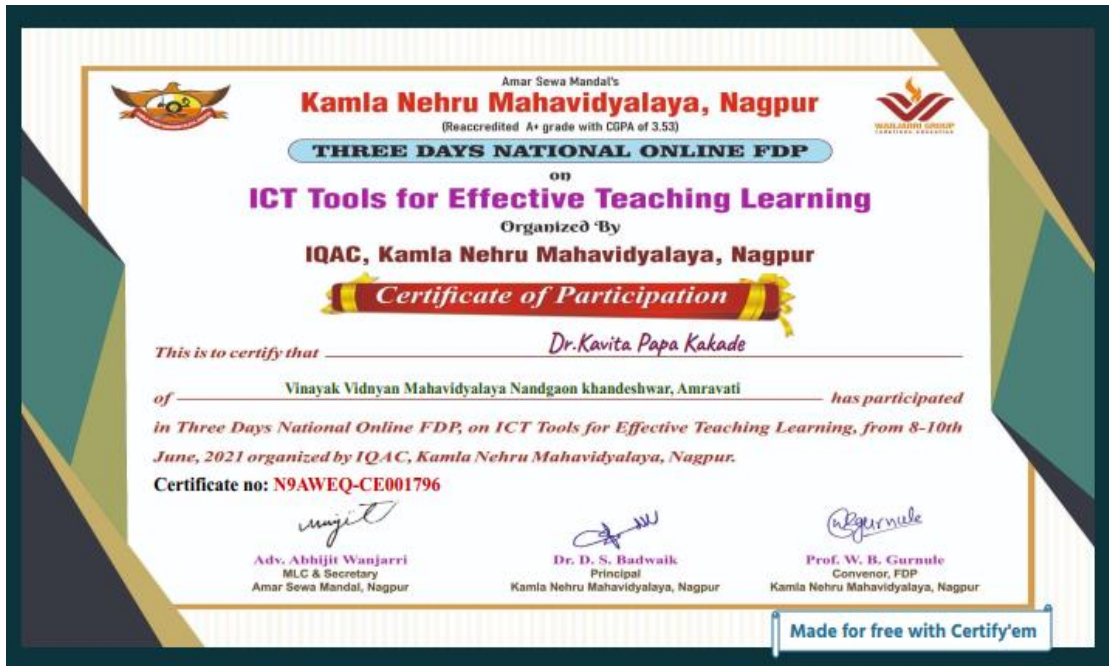 Amar Sewa Mandal's
Kamla Nehru Mahavidyalaya, Nagpur
(Reaccredited A+ grade with CGPA of 3.53)
WANJARRI GROUP
THREE DAYS NATIONAL ONLINE FDP
on
ICT Tools for Effective Teaching Learning
Organized By
IQAC, Kamla Nehru Mahavidyalaya, Nagpur
Certificate of Participation
This is to certify that Dr.Kavita Papa Kakade
of Vinayak Vidnyan Mahavidyalaya Nandgaon khandeshwar, Amravati has participated
in Three Days National Online FDP, on ICT Tools for Effective Teaching Learning, from 8-10th
June, 2021 organized by IQAC, Kamla Nehru Mahavidyalaya, Nagpur.
Certificate no: N9AWEQ-CE001796
Adv. Abhijit Wanjarri
MLC & Secretary
Amar Sewa Mandal, Nagpur
Dr. D. S. Badwaik
Principal
Kamla Nehru Mahavidyalaya, Nagpur
Prof. W. B. Gurnule
Convenor, FDP
Kamla Nehru Mahavidyalaya, Nagpur
Made for free with Certify'em